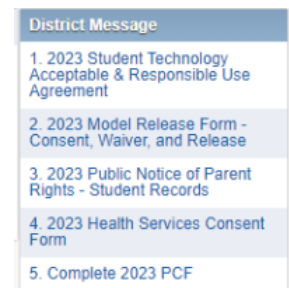 District Message
1. 2023 Student Technology
Acceptable & Responsible Use
Agreement
2. 2023 Model Release Form -
Consent, Waiver, and Release
3. 2023 Public Notice of Parent
Rights - Student Records
4. 2023 Health Services Consent
Form
5. Complete 2023 PCF